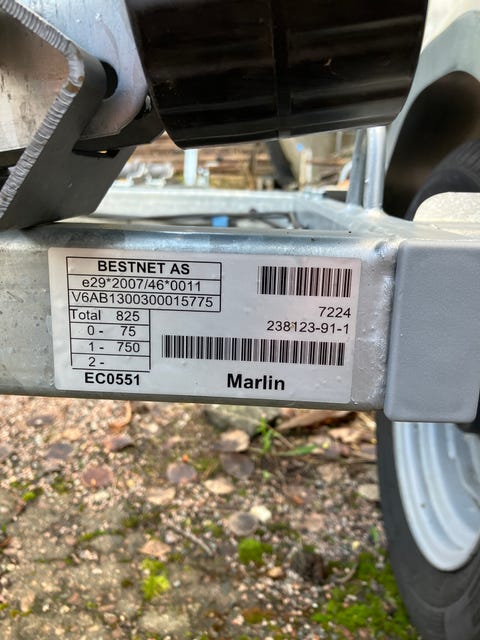 BESTNET AS
e29*2007/46*0011
V6AB1300300015775
Total 825
0 - 75
1 - 750
2 -
EC0551
7224
238123-91-1
Marlin